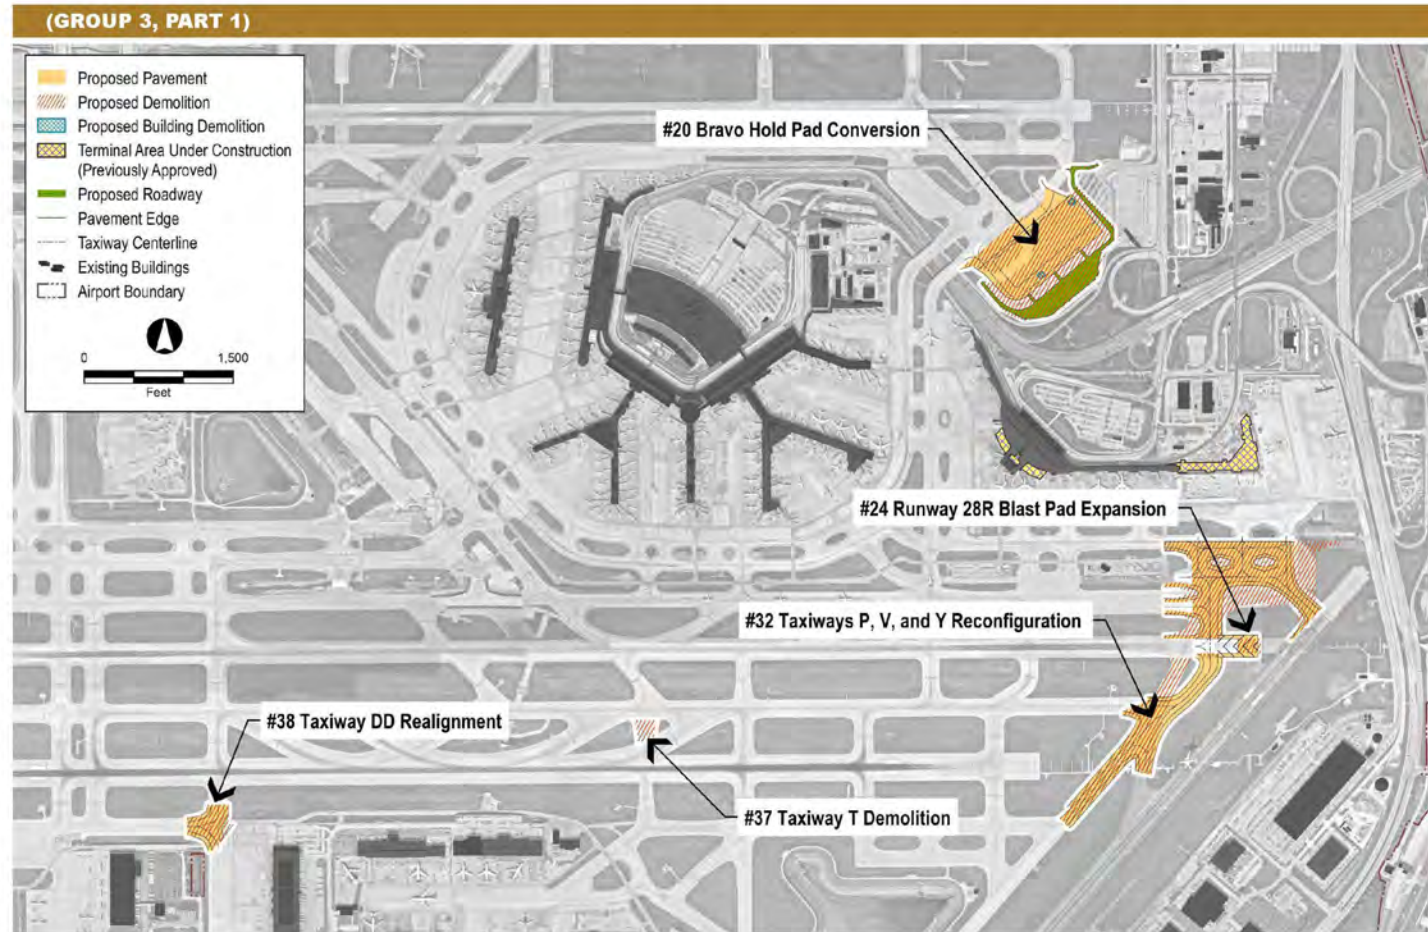 (GROUP 3, PART 1)
Proposed Pavement
Proposed Demolition
Proposed Building Demolition
Terminal Area Under Construction
(Previously Approved)
Proposed Roadway
Pavement Edge
Taxiway Centerline
Existing Buildings
Airport Boundary
0 1,500
Feet
#20 Bravo Hold Pad Conversion
#24 Runway 28R Blast Pad Expansion
#32 Taxiways P, V, and Y Reconfiguration
#38 Taxiway DD Realignment
#37 Taxiway T Demolition